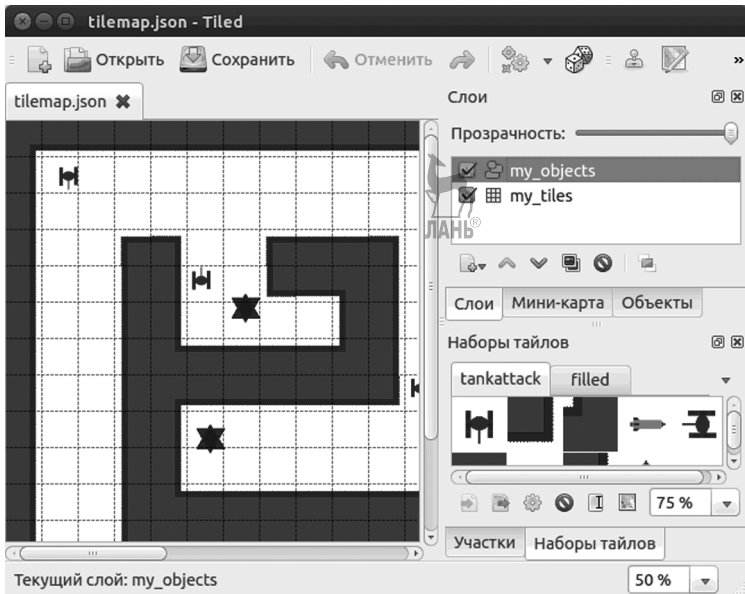 tilemap.json - Tiled
Открыть Сохранить Отменить »
tilemap.json
Слои
Прозрачность:
my_objects
my_tiles
ЛАНЬ®
Слои Мини-карта Объекты
Наборы тайлов
tankattack filled
75 %
Участки Наборы тайлов
Текущий слой: my_objects 50 %